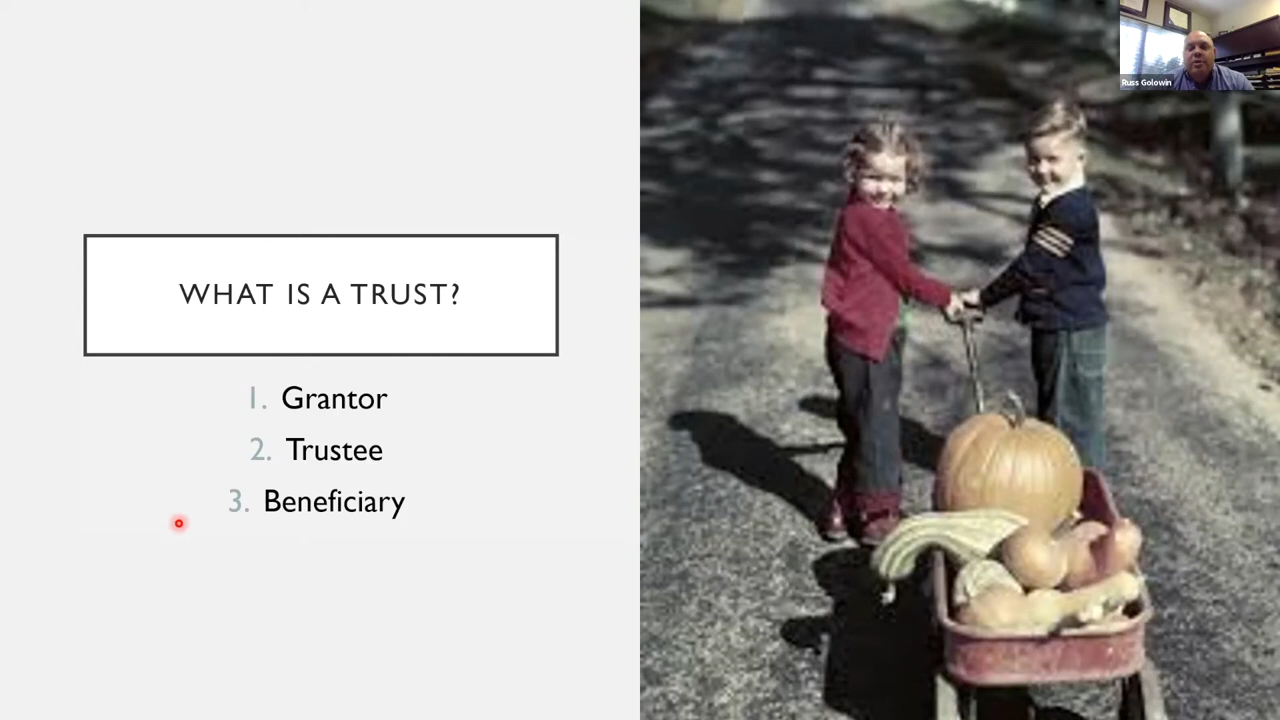 WHAT IS A TRUST?
1. Grantor
2. Trustee
3. Beneficiary
Russ Golowin